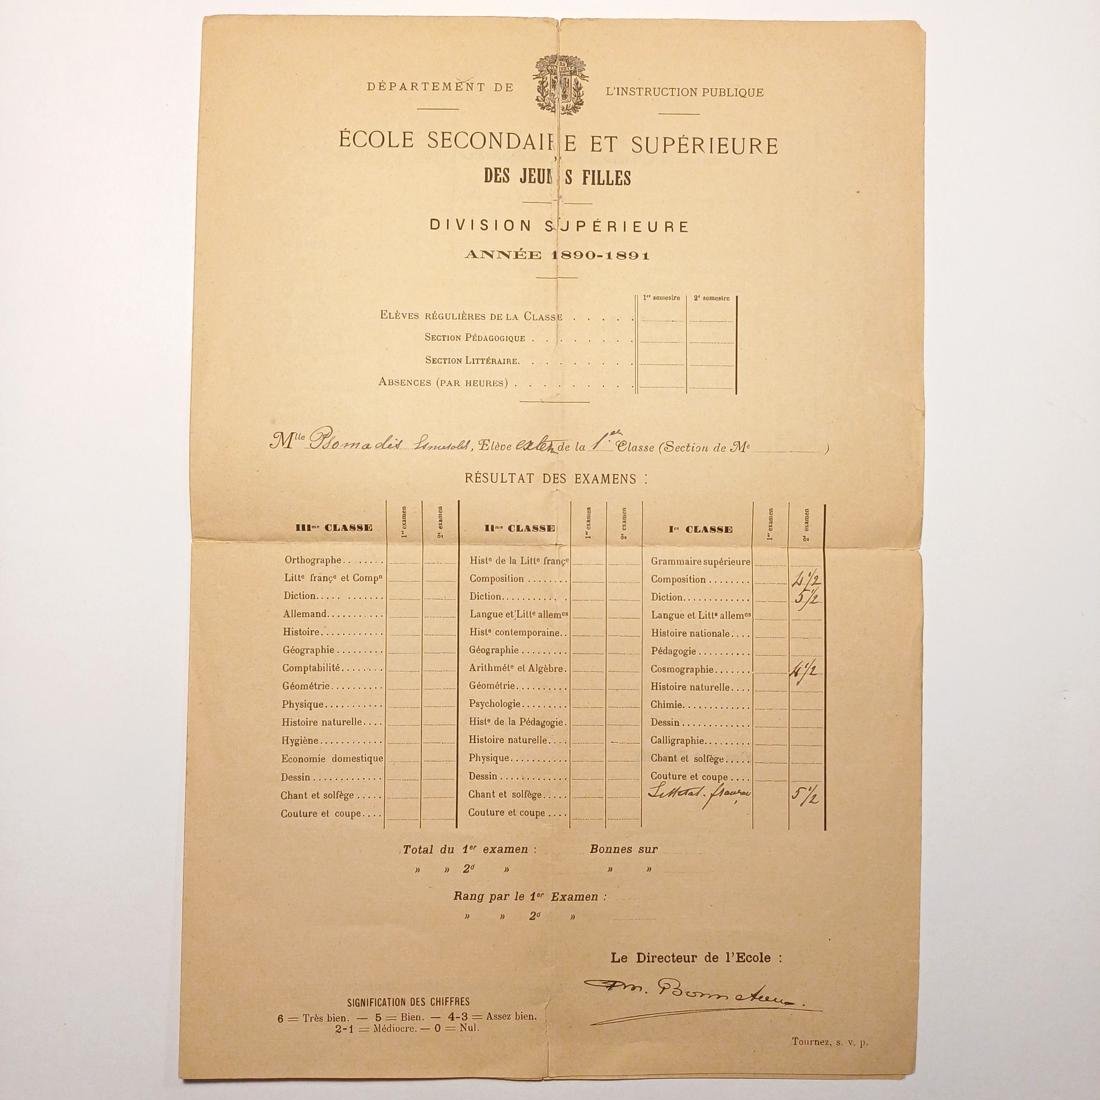 DÉPARTEMENT DE L'INSTRUCTION PUBLIQUE
ÉCOLE SECONDAIRE ET SUPÉRIEURE
DES JEUNES FILLES
DIVISION SUPÉRIEURE
ANNÉE 1890-1891
1er semestre 2e semestre
ELÈVES RÉGULIÈRES DE LA CLASSE . . . . .
SECTION PÉDAGOGIQUE . . . . . . . .
SECTION LITTÉRAIRE. . . . . . . .
ABSENCES (PAR HEURES) . . . . . . . .
Mlle Psomadis, Elève de la 1re Classe (Section de Mr )
RÉSULTAT DES EXAMENS :
IIIme CLASSE 1er examen 2e examen IIme CLASSE 1er examen 2e examen Ire CLASSE 1er examen 2e examen
Orthographe........ Histe de la Litte françe Grammaire supérieure
Litte françe et Compn Composition ........ Composition ........ 4 1/2
Diction............ Diction............ Diction............ 5 1/2
Allemand........... Langue et Litte allemes Langue et Litte allemes
Histoire........... Histe contemporaine.. Histoire nationale....
Géographie......... Géographie......... Pédagogie..........
Comptabilité....... Arithméte et Algèbre. Cosmographie....... 4 1/2
Géométrie.......... Géométrie.......... Histoire naturelle....
Physique........... Psychologie........ Chimie.............
Histoire naturelle.... Histe de la Pédagogie. Dessin.............
Hygiène............ Histoire naturelle.... Calligraphie.........
Economie domestique Physique........... Chant et solfège.....
Dessin............. Dessin............. Couture et coupe....
Chant et solfège..... Chant et solfège.....  5 1/2
Couture et coupe.... Couture et coupe....
Total du 1er examen : Bonnes sur
» » 2d » » »
Rang par le 1er Examen :
» » 2d »
Le Directeur de l'Ecole :
SIGNIFICATION DES CHIFFRES
6 = Très bien. — 5 = Bien. — 4-3 = Assez bien.
2-1 = Médiocre. — 0 = Nul.
Tournez, s. v. p.